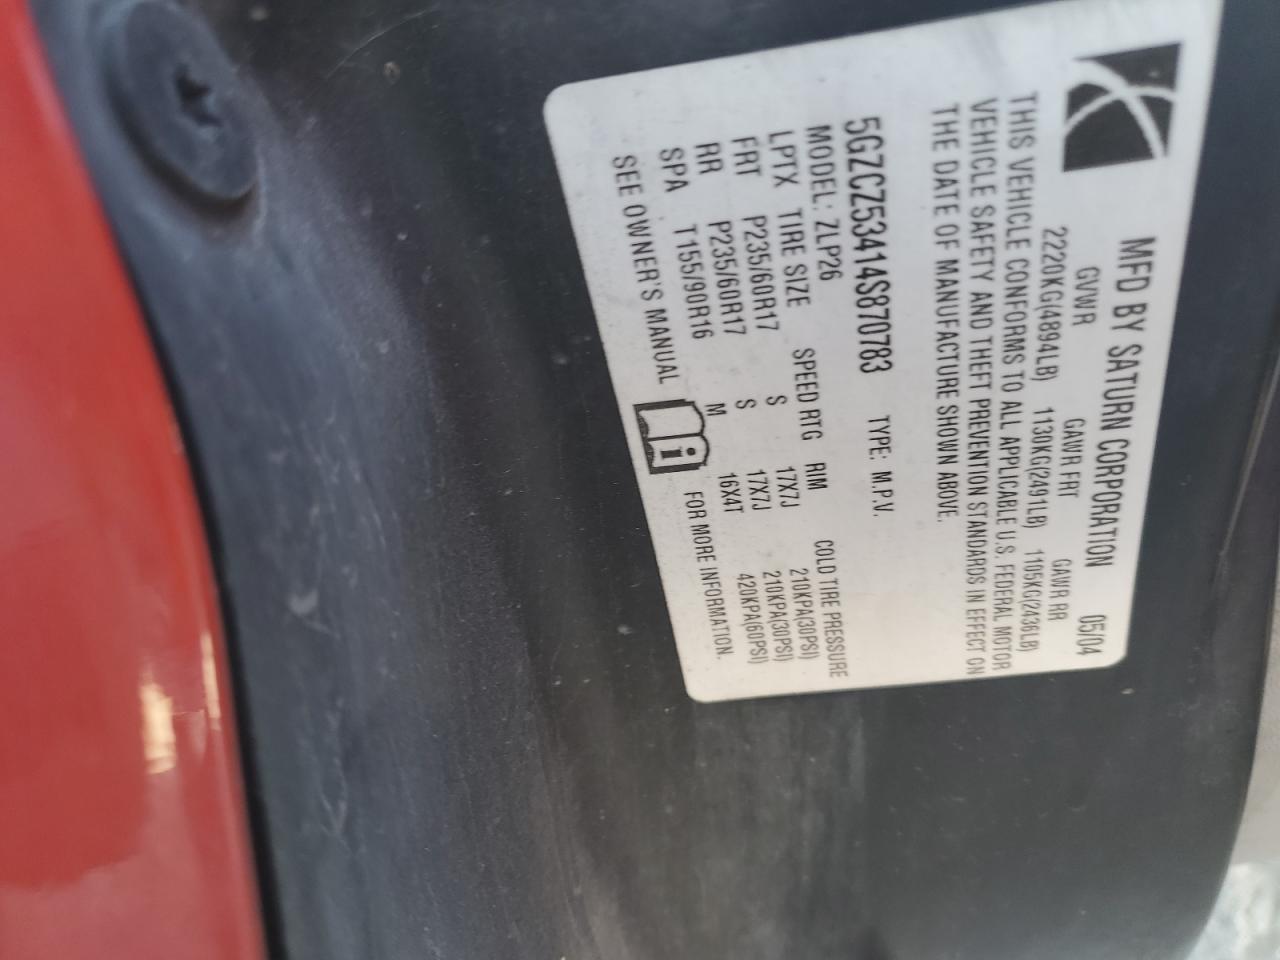 MFD BY SATURN CORPORATION 05/04
GVWR GAWR FRT GAWR RR
2220KG(4894LB) 1130KG(2491LB) 1105KG(2436LB)
THIS VEHICLE CONFORMS TO ALL APPLICABLE U.S. FEDERAL MOTOR
VEHICLE SAFETY AND THEFT PREVENTION STANDARDS IN EFFECT ON
THE DATE OF MANUFACTURE SHOWN ABOVE.
5GZCZ53414S870783 TYPE: M.P.V.
MODEL: ZLP26
LPTX TIRE SIZE SPEED RTG RIM COLD TIRE PRESSURE
FRT P235/60R17 S 17X7J 210KPA(30PSI)
RR P235/60R17 S 17X7J 210KPA(30PSI)
SPA T155/90R16 M 16X4T 420KPA(60PSI)
SEE OWNER'S MANUAL i FOR MORE INFORMATION.